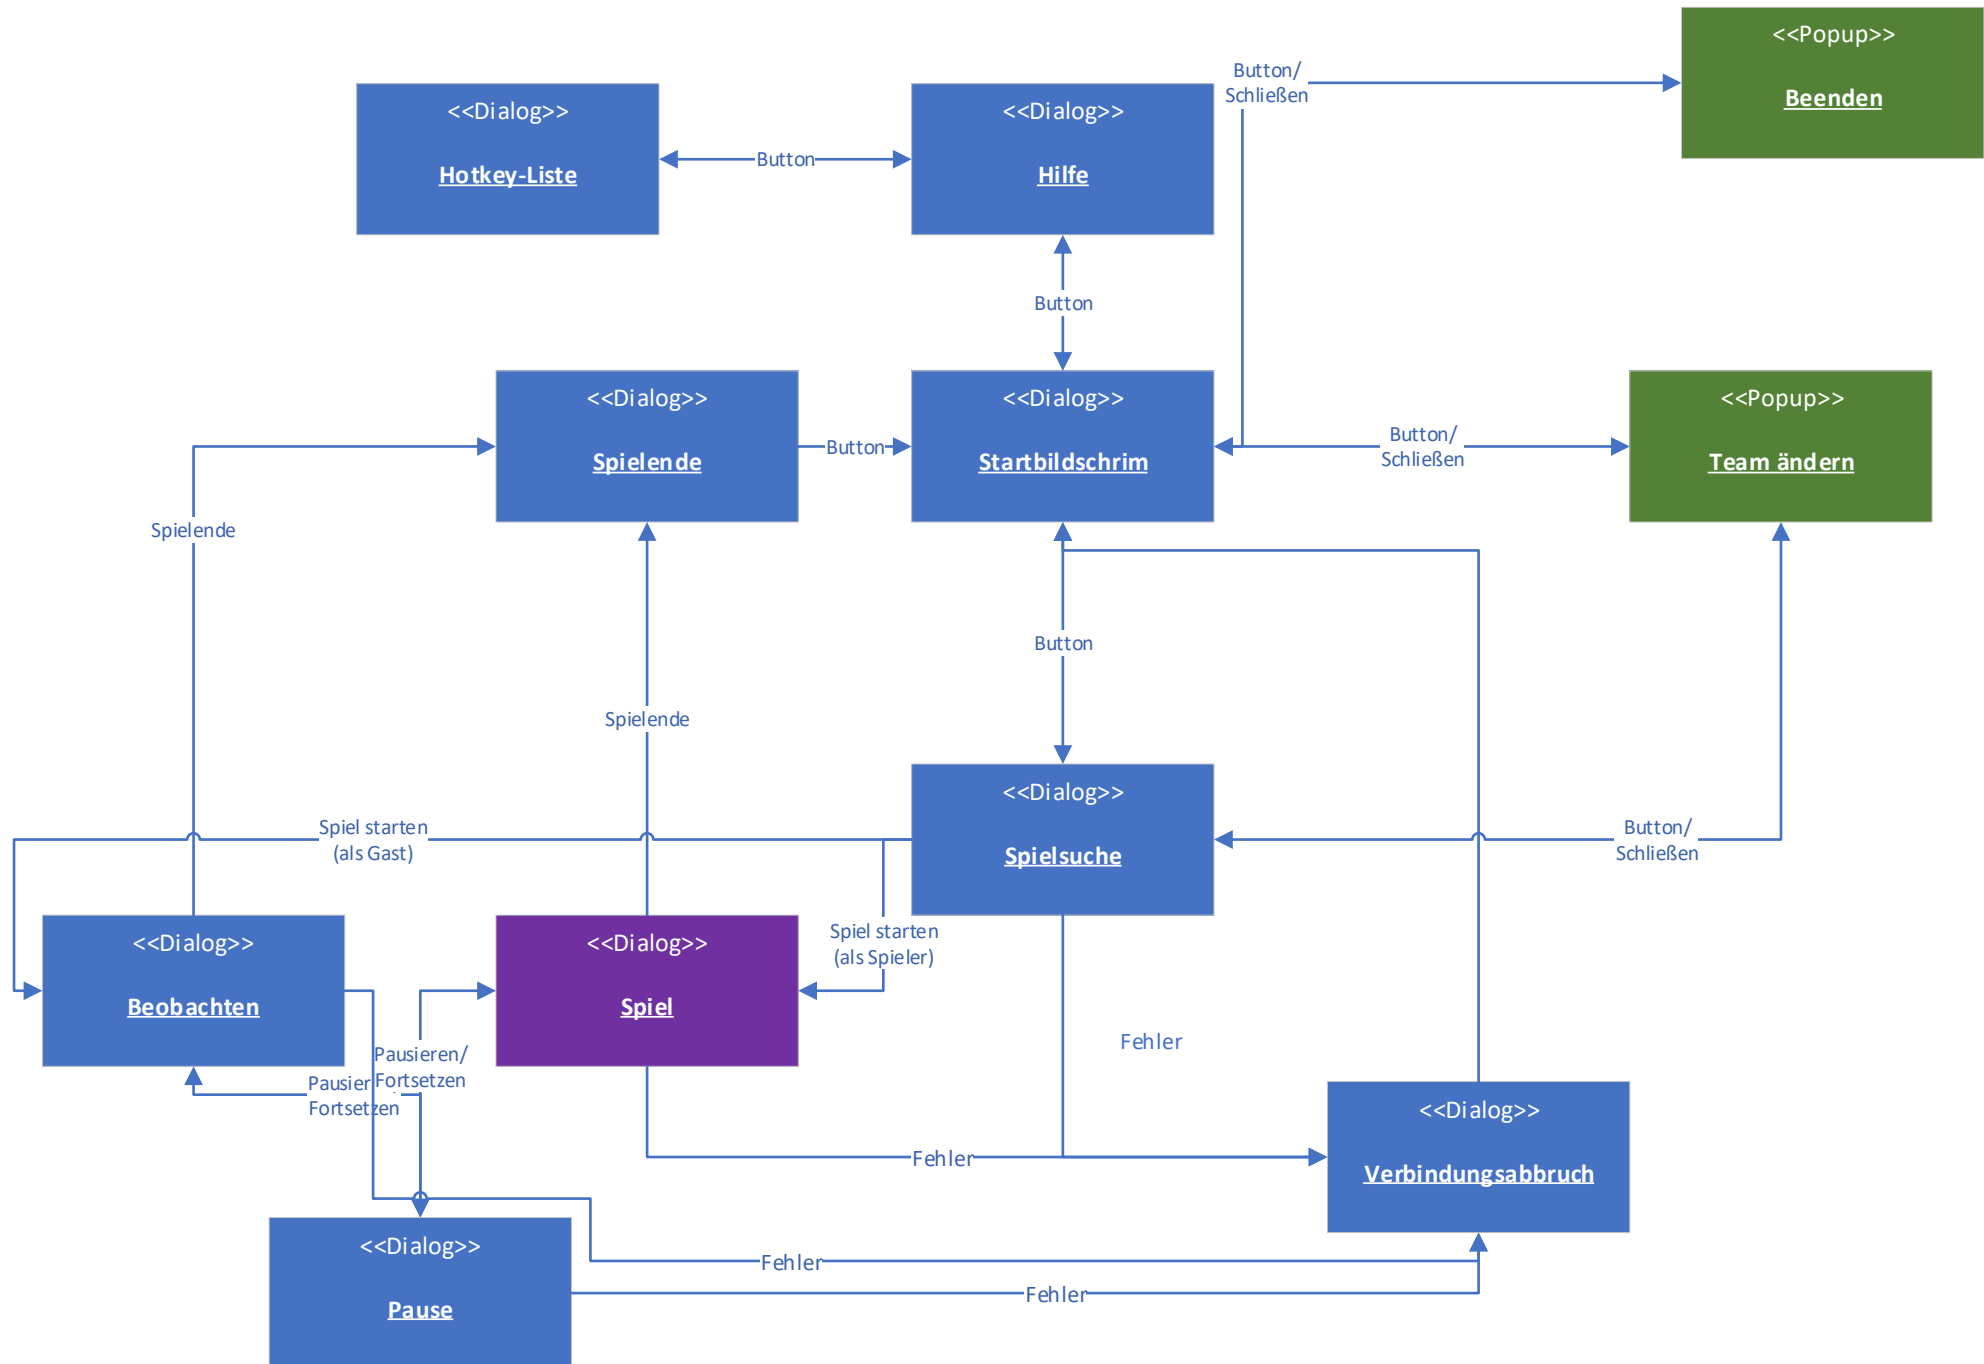 <<Popup>>
Beenden
Button/
Schließen
<<Dialog>>
Hotkey-Liste
Button
<<Dialog>>
Hilfe
Button
<<Dialog>>
Spielende
Button
<<Dialog>>
Startbildschrim
Button/
Schließen
<<Popup>>
Team ändern
Spielende
Spielende
Button
<<Dialog>>
Spielsuche
Button/
Schließen
Spiel starten
(als Gast)
Spiel starten
(als Spieler)
<<Dialog>>
Beobachten
<<Dialog>>
Spiel
Fehler
Pausieren/
Fortsetzen
Pausier
Fortsetzen
<<Dialog>>
Verbindungsabbruch
Fehler
<<Dialog>>
Pause
Fehler
Fehler